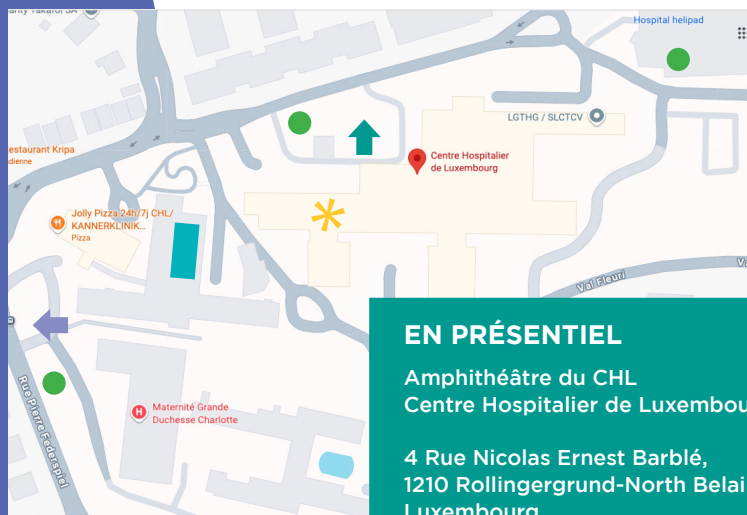 Hospital helipad
LGTHG / SLCTCV
Centre Hospitalier
de Luxembourg
Restaurant Kripa
dienne
Jolly Pizza 24h/7j CHL/
KANNERKLINIK...
Pizza
Val Fleuri
Rue Pierre Federspiel
Maternité Grande
Duchesse Charlotte
EN PRÉSENTIEL
Amphithéâtre du CHL
Centre Hospitalier de Luxembou
4 Rue Nicolas Ernest Barblé,
1210 Rollingergrund-North Belai
Luxembourg